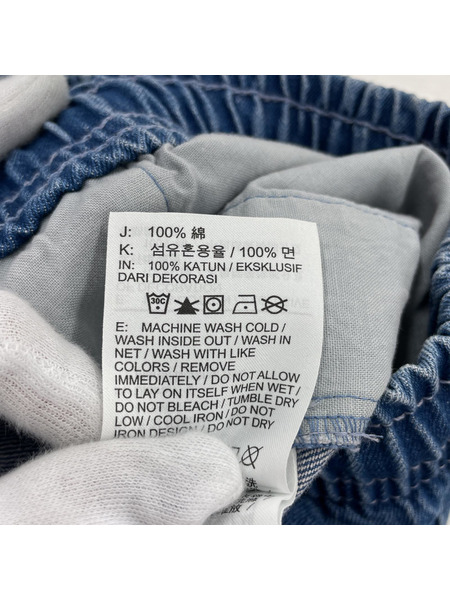 J: 100% 綿
K: 섬유혼용율 / 100% 면
IN: 100% KATUN / EKSKLUSIF
DARI DEKORASI
30C
E: MACHINE WASH COLD /
WASH INSIDE OUT / WASH IN
NET / WASH WITH LIKE
COLORS / REMOVE
IMMEDIATELY / DO NOT ALLOW
TO LAY ON ITSELF WHEN WET /
DO NOT BLEACH / TUMBLE DRY
LOW / COOL IRON / DO NOT
IRON DESIGN / DO NOT DRY